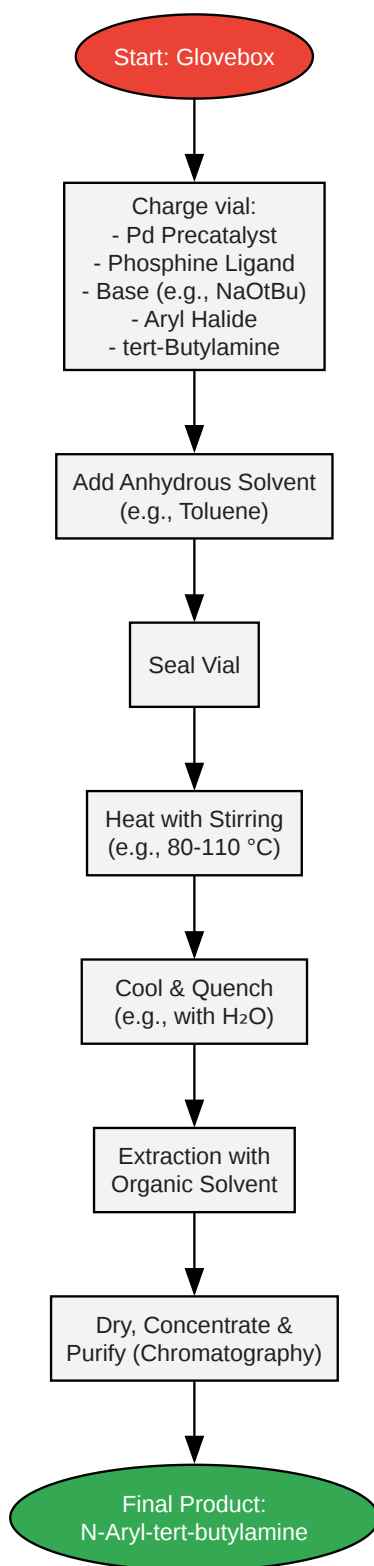 Start: Glovebox
Charge vial:
- Pd Precatalyst
- Phosphine Ligand
- Base (e.g., NaOtBu)
- Aryl Halide
- tert-Butylamine
Add Anhydrous Solvent
(e.g., Toluene)
Seal Vial
Heat with Stirring
(e.g., 80-110 °C)
Cool & Quench
(e.g., with H₂O)
Extraction with
Organic Solvent
Dry, Concentrate &
Purify (Chromatography)
Final Product:
N-Aryl-tert-butylamine